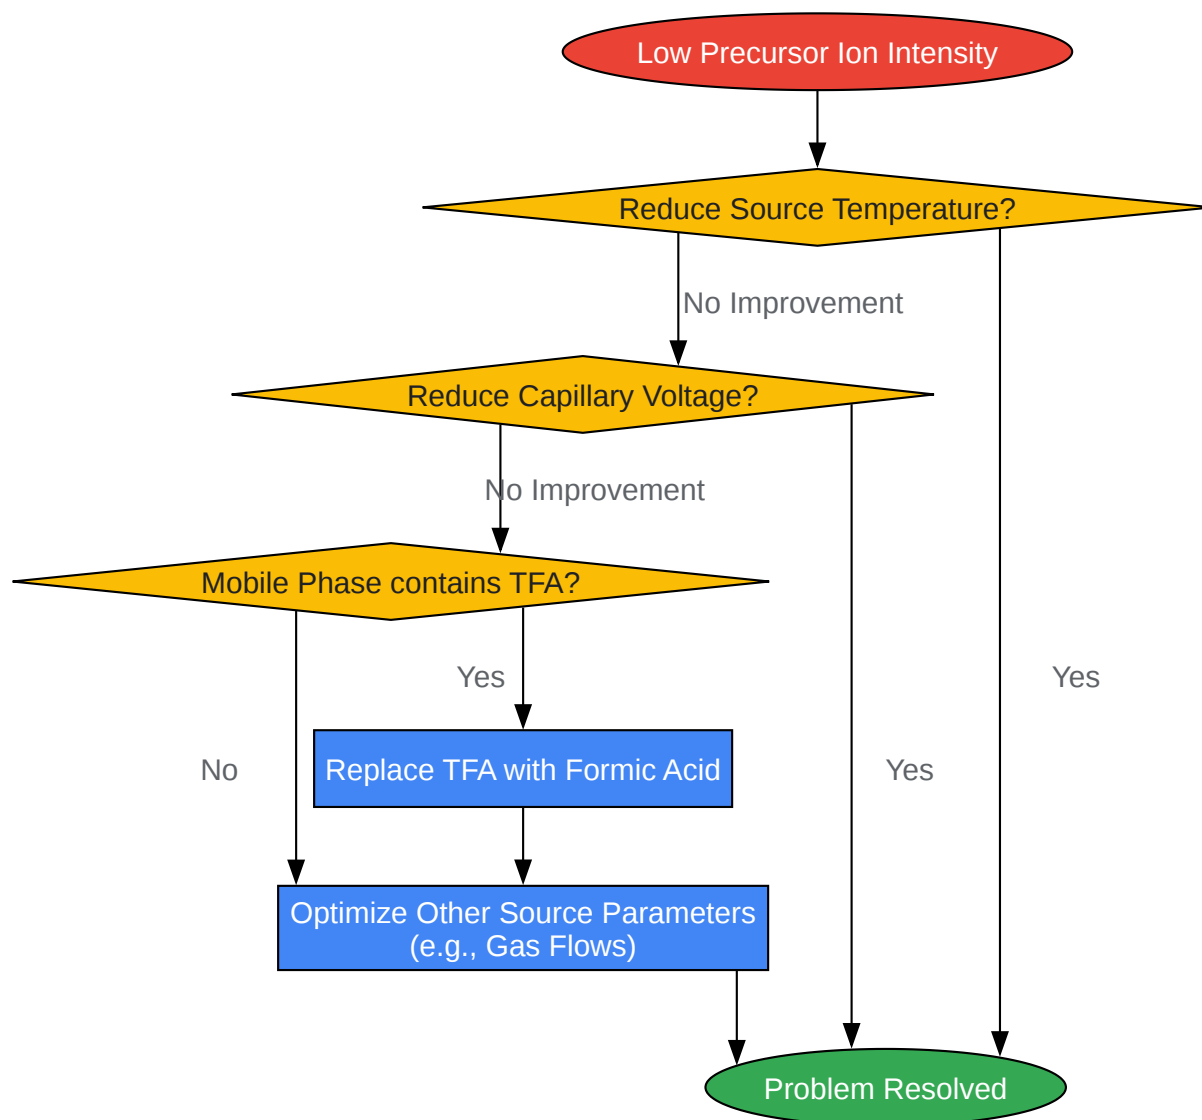 Low Precursor Ion Intensity
Reduce Source Temperature?
No Improvement
Reduce Capillary Voltage?
No Improvement
Mobile Phase contains TFA?
Yes
Yes
No
Replace TFA with Formic Acid
Yes
Optimize Other Source Parameters
(e.g., Gas Flows)
Problem Resolved